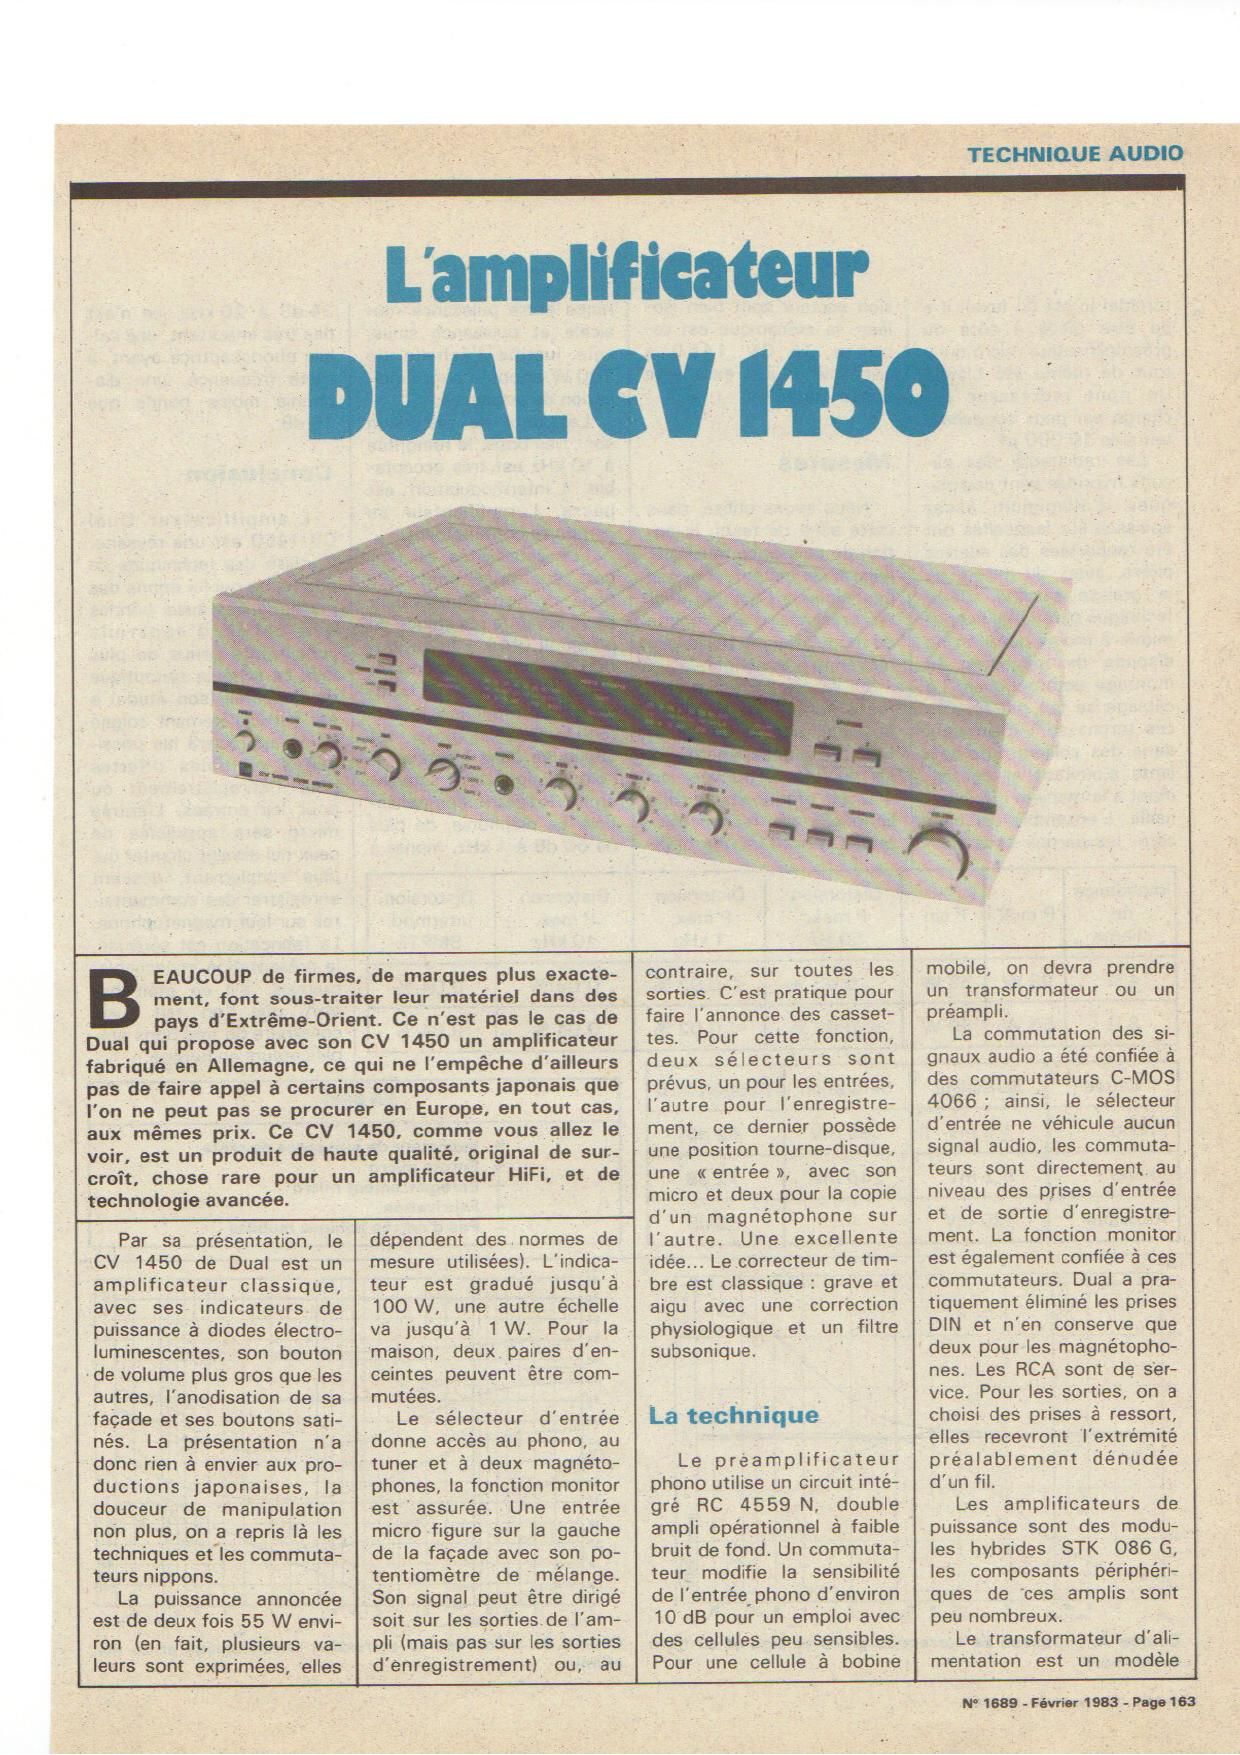 TECHNIQUE AUDIO
L'amplificateur
DUAL CV 1450
BEAUCOUP de firmes, de marques plus exacte-
ment, font sous-traiter leur matériel dans des
pays d'Extrême-Orient. Ce n'est pas le cas de
Dual qui propose avec son CV 1450 un amplificateur
fabriqué en Allemagne, ce qui ne l'empêche d'ailleurs
pas de faire appel à certains composants japonais que
l'on ne peut pas se procurer en Europe, en tout cas,
aux mêmes prix. Ce CV 1450, comme vous allez le
voir, est un produit de haute qualité, original de sur-
croît, chose rare pour un amplificateur HiFi, et de
technologie avancée.
Par sa présentation, le
CV 1450 de Dual est un
amplificateur classique,
avec ses indicateurs de
puissance à diodes électro-
luminescentes, son bouton
de volume plus gros que les
autres, l'anodisation de sa
façade et ses boutons sati-
nés. La présentation n'a
donc rien à envier aux pro-
ductions japonaises, la
douceur de manipulation
non plus, on a repris là les
techniques et les commuta-
teurs nippons.
La puissance annoncée
est de deux fois 55 W envi-
ron (en fait, plusieurs va-
leurs sont exprimées, elles
dépendent des normes de
mesure utilisées). L'indica-
teur est gradué jusqu'à
100 W, une autre échelle
va jusqu'à 1 W. Pour la
maison, deux paires d'en-
ceintes peuvent être com-
mutées.
Le sélecteur d'entrée
donne accès au phono, au
tuner et à deux magnéto-
phones, la fonction monitor
est assurée. Une entrée
micro figure sur la gauche
de la façade avec son po-
tentiomètre de mélange.
Son signal peut être dirigé
soit sur les sorties de l'am-
pli (mais pas sur les sorties
d'enregistrement) ou, au
contraire, sur toutes les
sorties. C'est pratique pour
faire l'annonce des casset-
tes. Pour cette fonction,
deux sélecteurs sont
prévus, un pour les entrées,
l'autre pour l'enregistre-
ment, ce dernier possède
une position tourne-disque,
une « entrée », avec son
micro et deux pour la copie
d'un magnétophone sur
l'autre. Une excellente
idée... Le correcteur de tim-
bre est classique : grave et
aigu avec une correction
physiologique et un filtre
subsonique.
La technique
Le préamplificateur
phono utilise un circuit inté-
gré RC 4559 N, double
ampli opérationnel à faible
bruit de fond. Un commuta-
teur modifie la sensibilité
de l'entrée phono d'environ
10 dB pour un emploi avec
des cellules peu sensibles.
Pour une cellule à bobine
mobile, on devra prendre
un transformateur ou un
préampli.
La commutation des si-
gnaux audio a été confiée à
des commutateurs C-MOS
4066 ; ainsi, le sélecteur
d'entrée ne véhicule aucun
signal audio, les commuta-
teurs sont directement au
niveau des prises d'entrée
et de sortie d'enregistre-
ment. La fonction monitor
est également confiée à ces
commutateurs. Dual a pra-
tiquement éliminé les prises
DIN et n'en conserve que
deux pour les magnétopho-
nes. Les RCA sont de ser-
vice. Pour les sorties, on a
choisi des prises à ressort,
elles recevront l'extrémité
préalablement dénudée
d'un fil.
Les amplificateurs de
puissance sont des modu-
les hybrides STK 086 G,
les composants périphéri-
ques de ces amplis sont
peu nombreux.
Le transformateur d'ali-
mentation est un modèle
N° 1689 - Février 1983 - Page 163